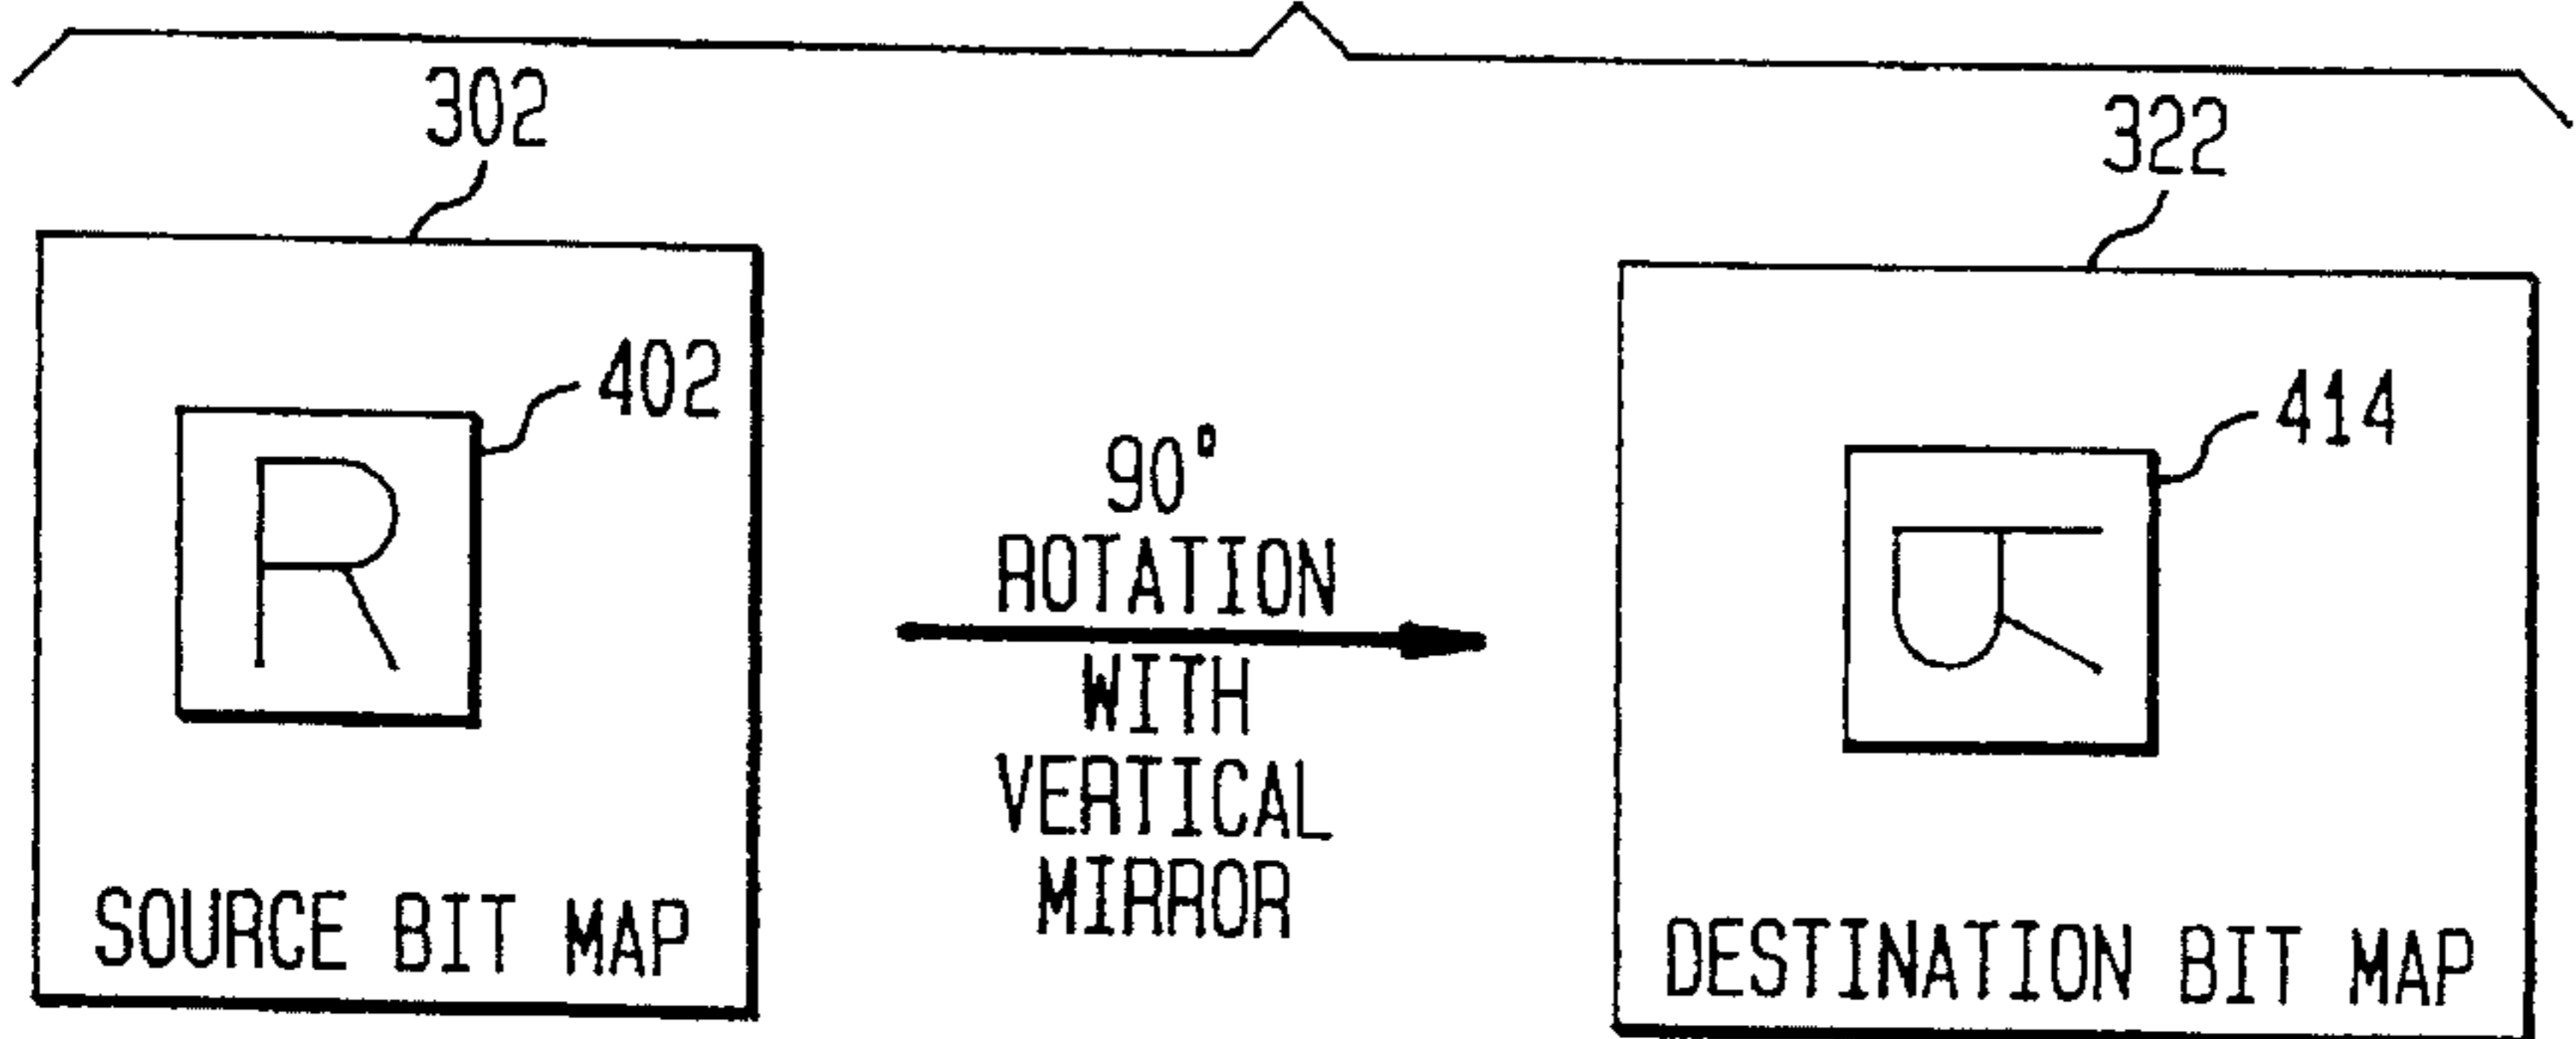 302
322
402
414
R
R
90°
ROTATION
WITH
VERTICAL
MIRROR
SOURCE BIT MAP
DESTINATION BIT MAP